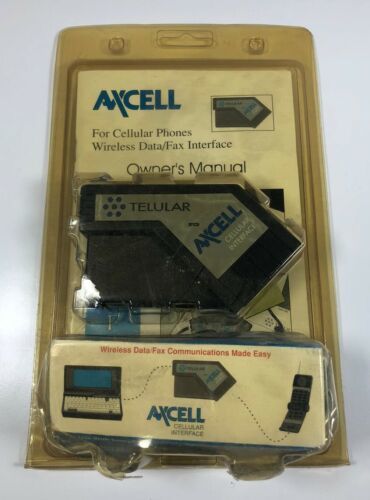 AXCELL
For Cellular Phones
Wireless Data/Fax Interface
Owner's Manual
TELULAR
AXCELL
CELLULAR
INTERFACE
Wireless Data/Fax Communications Made Easy
TELULAR
AXCELL
CELLULAR
INTERFACE